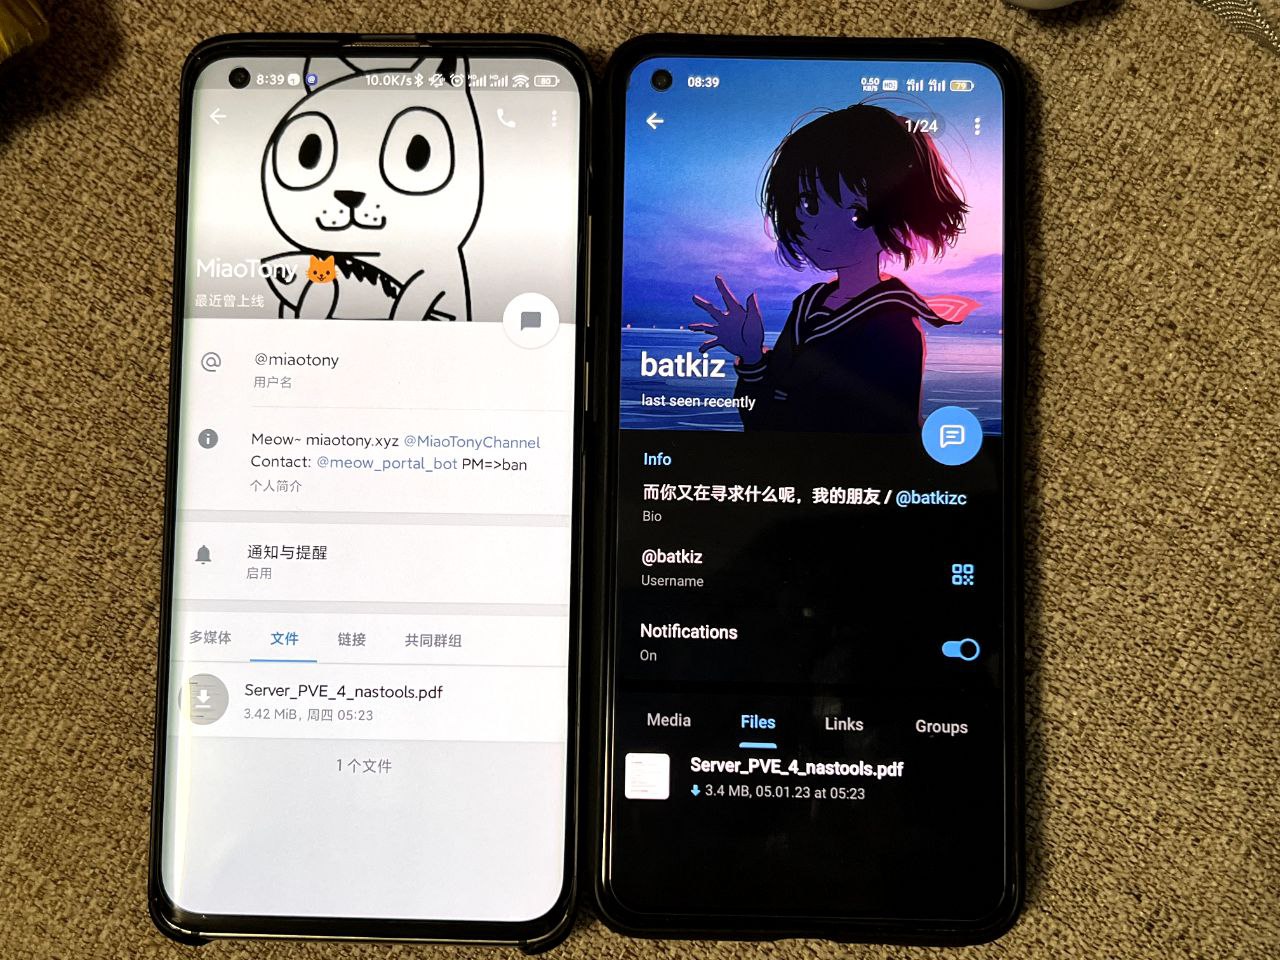 8:39
10.0K/s
80
MiaoTony
最近曾上线
@miaotony
用户名
Meow~ miaotony.xyz @MiaoTonyChannel
Contact: @meow_portal_bot PM=>ban
个人简介
通知与提醒
启用
多媒体 文件 链接 共同群组
Server_PVE_4_nastools.pdf
3.42 MiB, 周四 05:23
1 个文件
08:39
0.50 KB/S
79
1/24
batkiz
last seen recently
Info
而你又在寻求什么呢，我的朋友 / @batkizc
Bio
@batkiz
Username
Notifications
On
Media Files Links Groups
Server_PVE_4_nastools.pdf
3.4 MB, 05.01.23 at 05:23